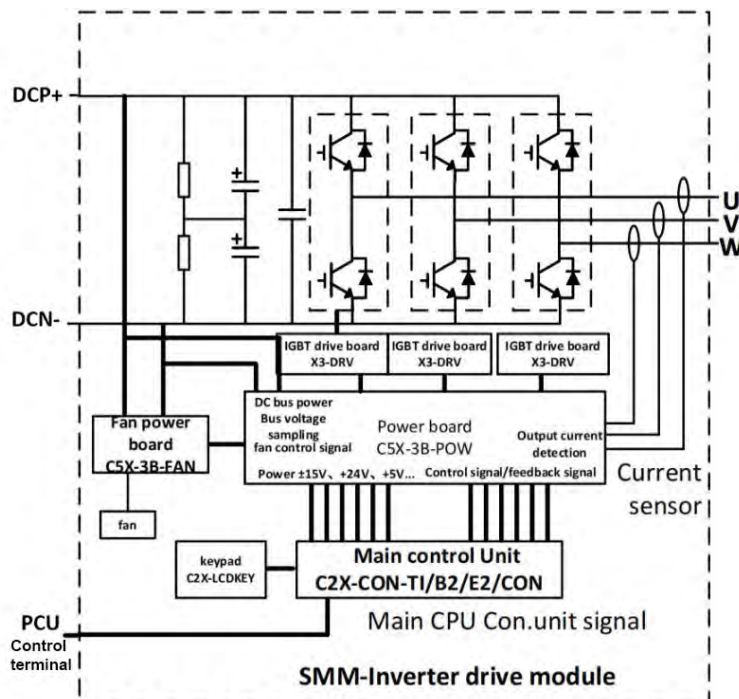 DCP+
U
V
W
DCN-
IGBT drive board
X3-DRV
IGBT drive board
X3-DRV
IGBT drive board
X3-DRV
DC bus power
Bus voltage
sampling
fan control signal
Power board
C5X-3B-POW
Output current
detection
Power ±15V、+24V、+5V...
Control signal/feedback signal
Fan power
board
C5X-3B-FAN
fan
Current
sensor
keypad
C2X-LCDKEY
Main control Unit
C2X-CON-TI/B2/E2/CON
PCU
Control
terminal
Main CPU Con.unit signal
SMM-Inverter drive module